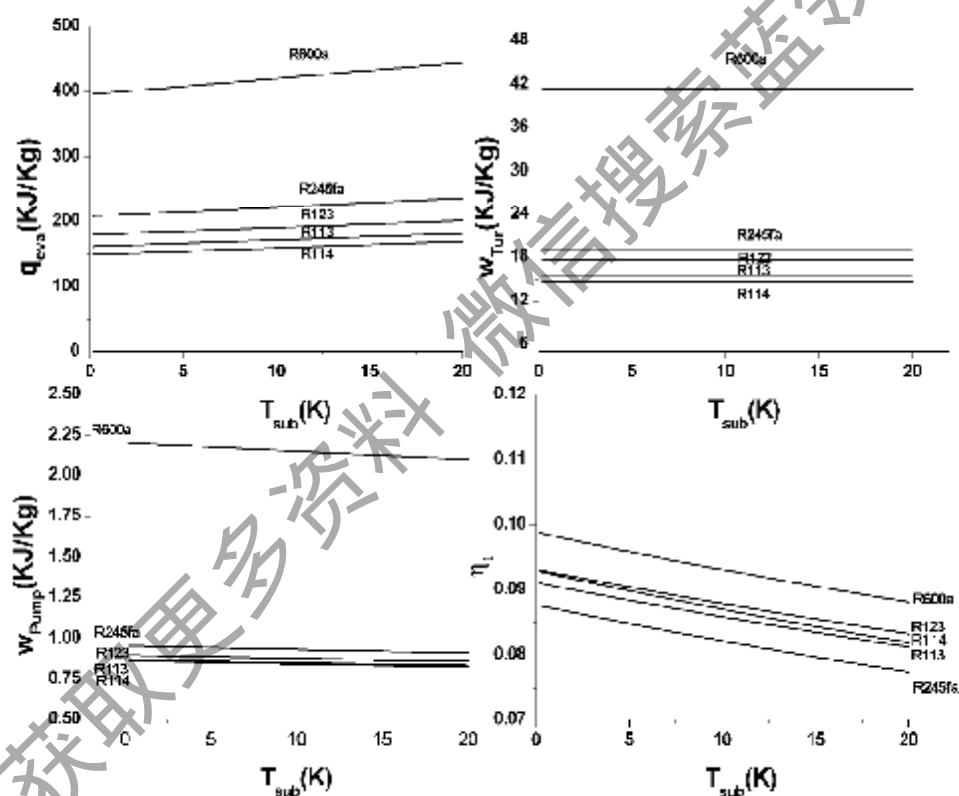 500
400
300
200
100
0
q_eva(KJ/Kg)
R600a
R245fa
R123
R113
R114
0 5 10 15 20
T_sub(K)
48
42
36
30
24
18
12
6
w_Tur(KJ/Kg)
R600a
R245fa
R123
R113
R114
0 5 10 15 20
T_sub(K)
2.50
2.25
2.00
1.75
1.50
1.25
1.00
0.75
0.50
w_Pump(KJ/Kg)
R600a
R245fa
R123
R113
R114
0 5 10 15 20
T_sub(K)
0.12
0.11
0.10
0.09
0.08
0.07
R600a
R123
R114
R113
R245fa
0 5 10 15 20
T_sub(K)
微信搜索蓝领
获取更多资料